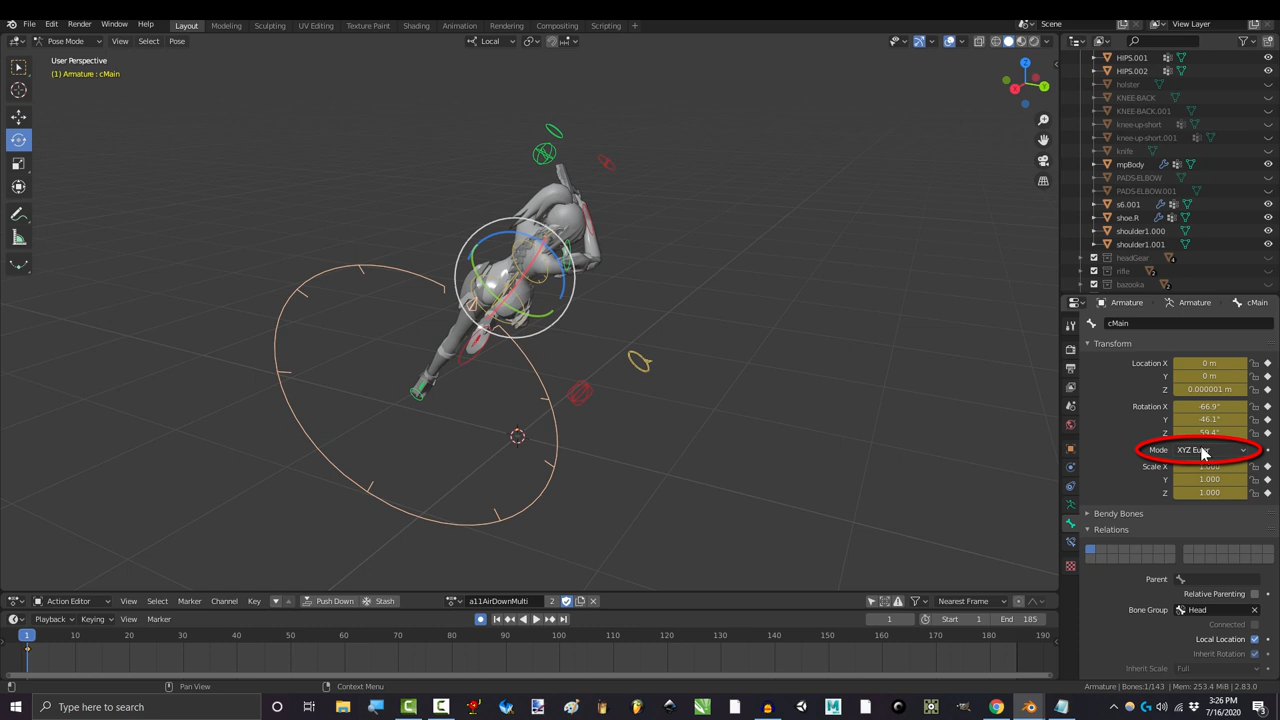 File Edit Render Window Help Layout Modeling Sculpting UV Editing Texture Paint Shading Animation Rendering Compositing Scripting + Scene View Layer
Pose Mode View Select Pose Local
User Perspective
(1) Armature : cMain
Z
Y
X
HIPS.001
HIPS.002
holster
KNEE-BACK
KNEE-BACK.001
knee-up-short
knee-up-short.001
knife
mpBody
PADS-ELBOW
PADS-ELBOW.001
s6.001
shoe.R
shoulder1.000
shoulder1.001
headGear
rifle
bazooka
Armature Armature cMain
cMain
Transform
Location X 0 m
Y 0 m
Z 0.000001 m
Rotation X -66.9°
Y -46.1°
Z 59.4°
Mode XYZ Euler
Scale X 1.000
Y 1.000
Z 1.000
Bendy Bones
Relations
Parent
Relative Parenting
Bone Group Head
Connected
Local Location
Inherit Rotation
Inherit Scale Full
Action Editor View Select Marker Channel Key Push Down Stash a11AirDownMulti 2 Nearest Frame
Playback Keying View Marker 1 Start 1 End 185
1 10 20 30 40 50 60 70 80 90 100 110 120 130 140 150 160 170 180 190
Pan View Context Menu Armature | Bones:1/143 | Mem: 253.4 MiB | 2.83.0
Type here to search
3:26 PM
7/16/2020